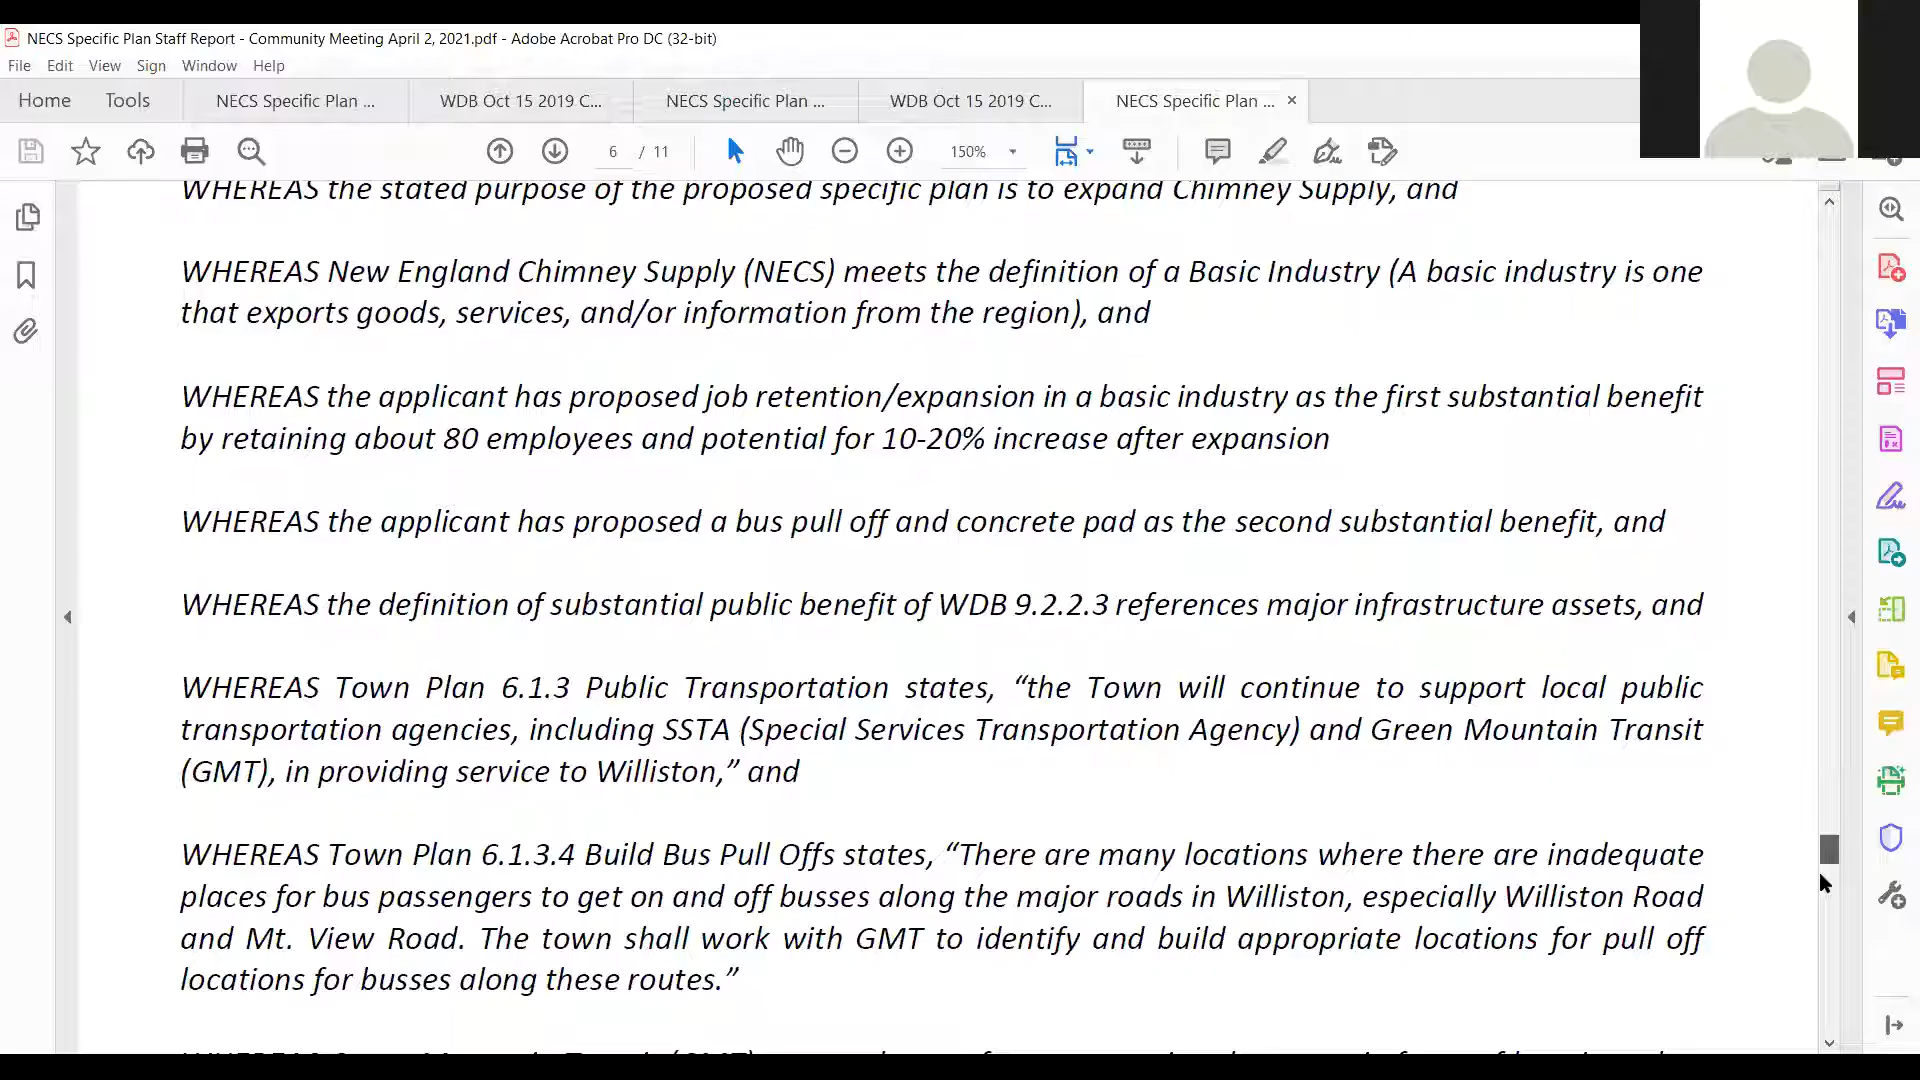 NECS Specific Plan Staff Report - Community Meeting April 2, 2021.pdf - Adobe Acrobat Pro DC (32-bit)
File Edit View Sign Window Help
Home Tools NECS Specific Plan ... WDB Oct 15 2019 C... NECS Specific Plan ... WDB Oct 15 2019 C... NECS Specific Plan ... ×
6 / 11 150%
WHEREAS the stated purpose of the proposed specific plan is to expand Chimney Supply, and
WHEREAS New England Chimney Supply (NECS) meets the definition of a Basic Industry (A basic industry is one
that exports goods, services, and/or information from the region), and
WHEREAS the applicant has proposed job retention/expansion in a basic industry as the first substantial benefit
by retaining about 80 employees and potential for 10-20% increase after expansion
WHEREAS the applicant has proposed a bus pull off and concrete pad as the second substantial benefit, and
WHEREAS the definition of substantial public benefit of WDB 9.2.2.3 references major infrastructure assets, and
WHEREAS Town Plan 6.1.3 Public Transportation states, “the Town will continue to support local public
transportation agencies, including SSTA (Special Services Transportation Agency) and Green Mountain Transit
(GMT), in providing service to Williston,” and
WHEREAS Town Plan 6.1.3.4 Build Bus Pull Offs states, “There are many locations where there are inadequate
places for bus passengers to get on and off busses along the major roads in Williston, especially Williston Road
and Mt. View Road. The town shall work with GMT to identify and build appropriate locations for pull off
locations for busses along these routes.”